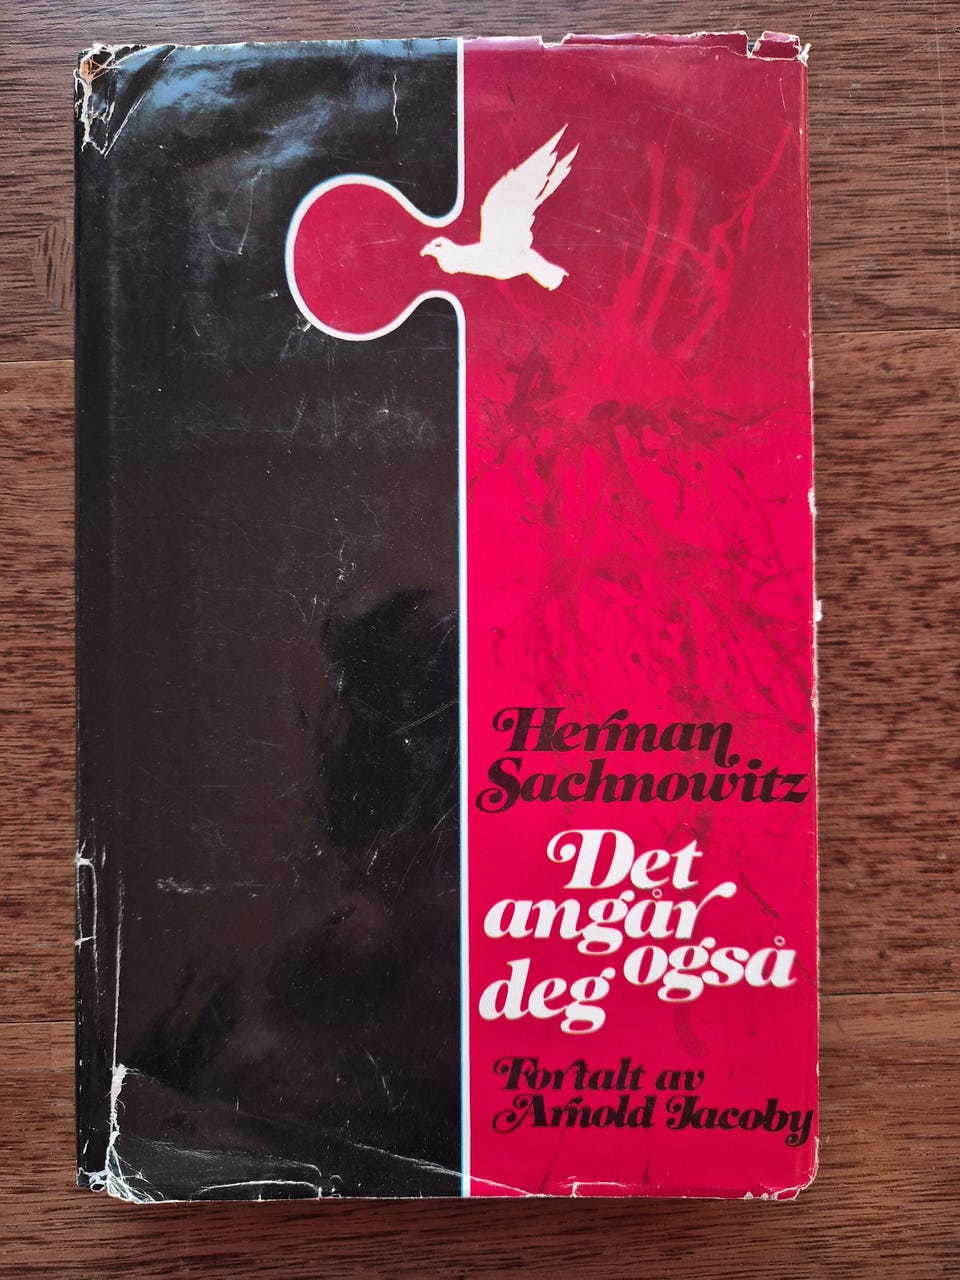 Herman
Sachnowitz
Det
angår
også
deg
Fortalt av
Arnold Jacoby